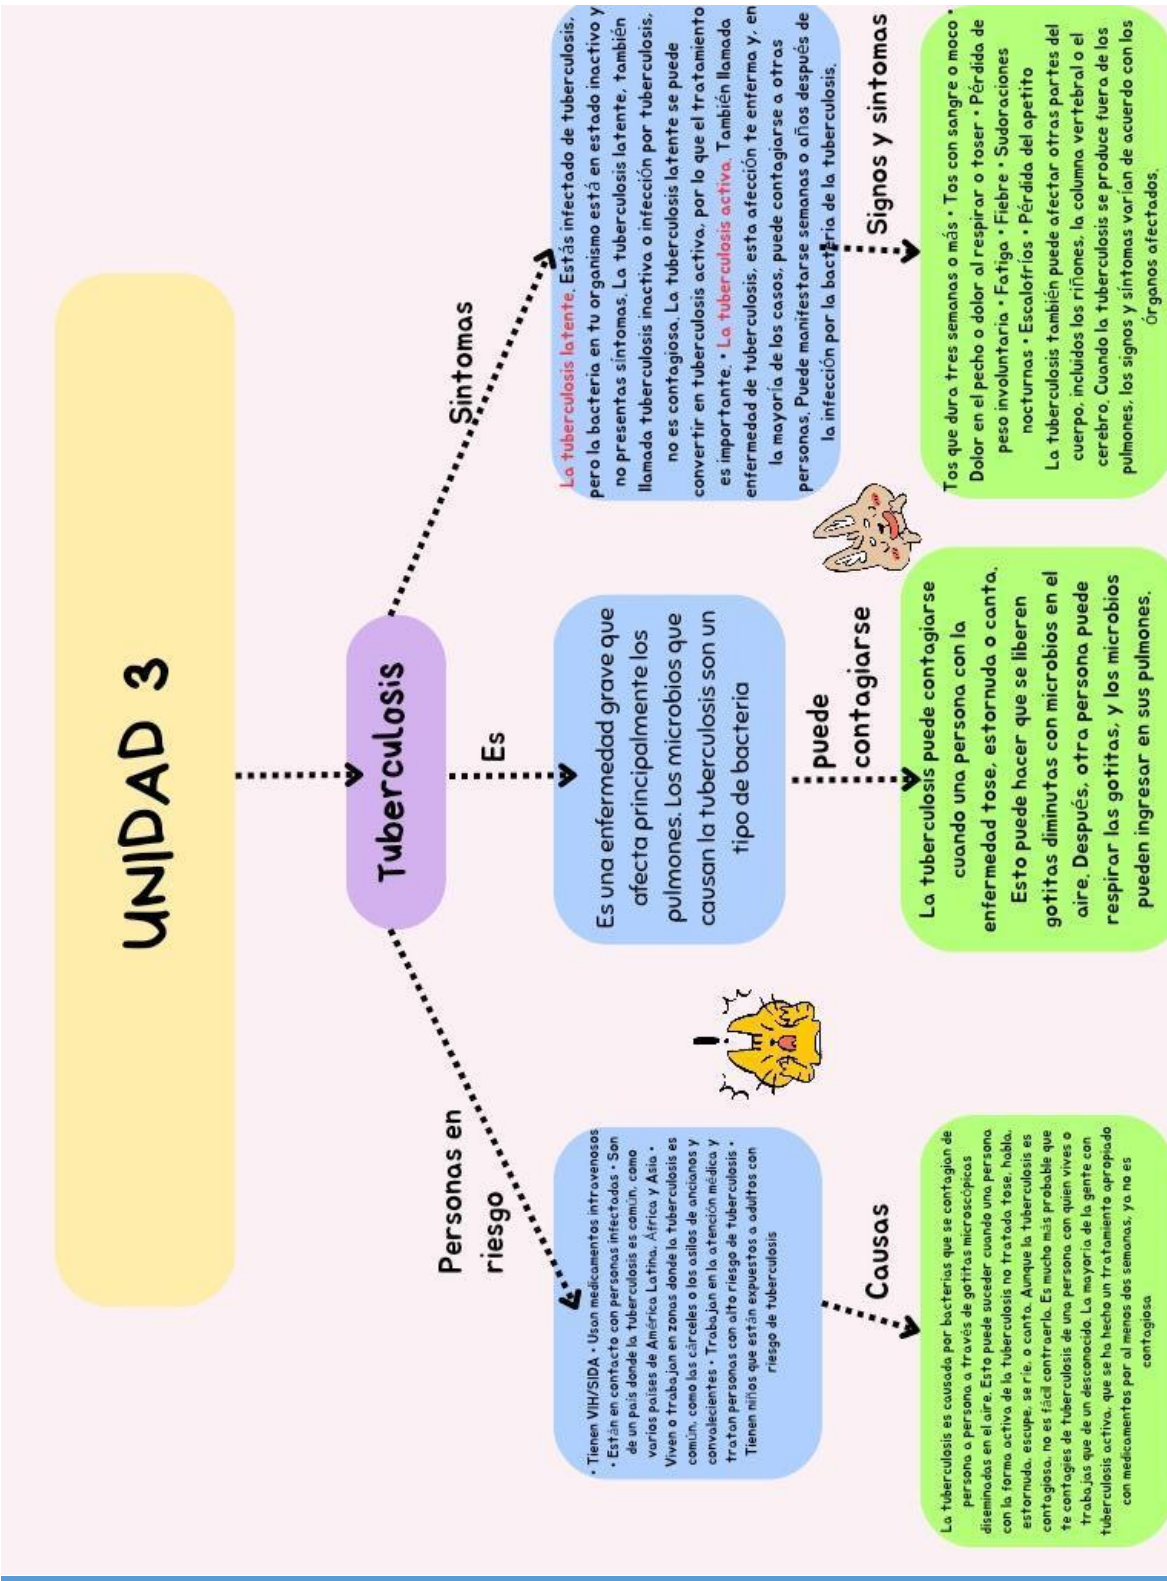 UNIDAD 3
Tuberculosis
Personas en
riesgo
• Tienen VIH/SIDA • Usan medicamentos intravenosos
• Están en contacto con personas infectadas • Son
de un país donde la tuberculosis es común, como
varios países de América Latina, África y Asia •
Viven o trabajan en zonas donde la tuberculosis es
común, como las cárceles o los asilos de ancianos y
convalecientes • Trabajan en la atención médica y
tratan personas con alto riesgo de tuberculosis •
Tienen niños que están expuestos a adultos con
riesgo de tuberculosis
Causas
La tuberculosis es causada por bacterias que se contagian de
persona a persona a través de gotitas microscópicas
diseminadas en el aire. Esto puede suceder cuando una persona
con la forma activa de la tuberculosis no tratada tose, habla,
estornuda, escupe, se ríe, o canta. Aunque la tuberculosis es
contagiosa, no es fácil contraerla. Es mucho más probable que
te contagies de tuberculosis de una persona con quien vives o
trabajas que de un desconocido. La mayoría de la gente con
tuberculosis activa, que se ha hecho un tratamiento apropiado
con medicamentos por al menos dos semanas, ya no es
contagiosa
Es
Es una enfermedad grave que
afecta principalmente los
pulmones. Los microbios que
causan la tuberculosis son un
tipo de bacteria
puede
contagiarse
La tuberculosis puede contagiarse
cuando una persona con la
enfermedad tose, estornuda o canta.
Esto puede hacer que se liberen
gotitas diminutas con microbios en el
aire. Después, otra persona puede
respirar las gotitas, y los microbios
pueden ingresar en sus pulmones.
Sintomas
La tuberculosis latente. Estás infectado de tuberculosis,
pero la bacteria en tu organismo está en estado inactivo y
no presentas síntomas. La tuberculosis latente, también
llamada tuberculosis inactiva o infección por tuberculosis,
no es contagiosa. La tuberculosis latente se puede
convertir en tuberculosis activa, por lo que el tratamiento
es importante. • La tuberculosis activa. También llamada
enfermedad de tuberculosis, esta afección te enferma y, en
la mayoría de los casos, puede contagiarse a otras
personas. Puede manifestarse semanas o años después de
la infección por la bacteria de la tuberculosis.
Signos y sintomas
Tos que dura tres semanas o más • Tos con sangre o moco •
Dolor en el pecho o dolor al respirar o toser • Pérdida de
peso involuntaria • Fatiga • Fiebre • Sudoraciones
nocturnas • Escalofríos • Pérdida del apetito
La tuberculosis también puede afectar otras partes del
cuerpo, incluidos los riñones, la columna vertebral o el
cerebro. Cuando la tuberculosis se produce fuera de los
pulmones, los signos y síntomas varían de acuerdo con los
órganos afectados.